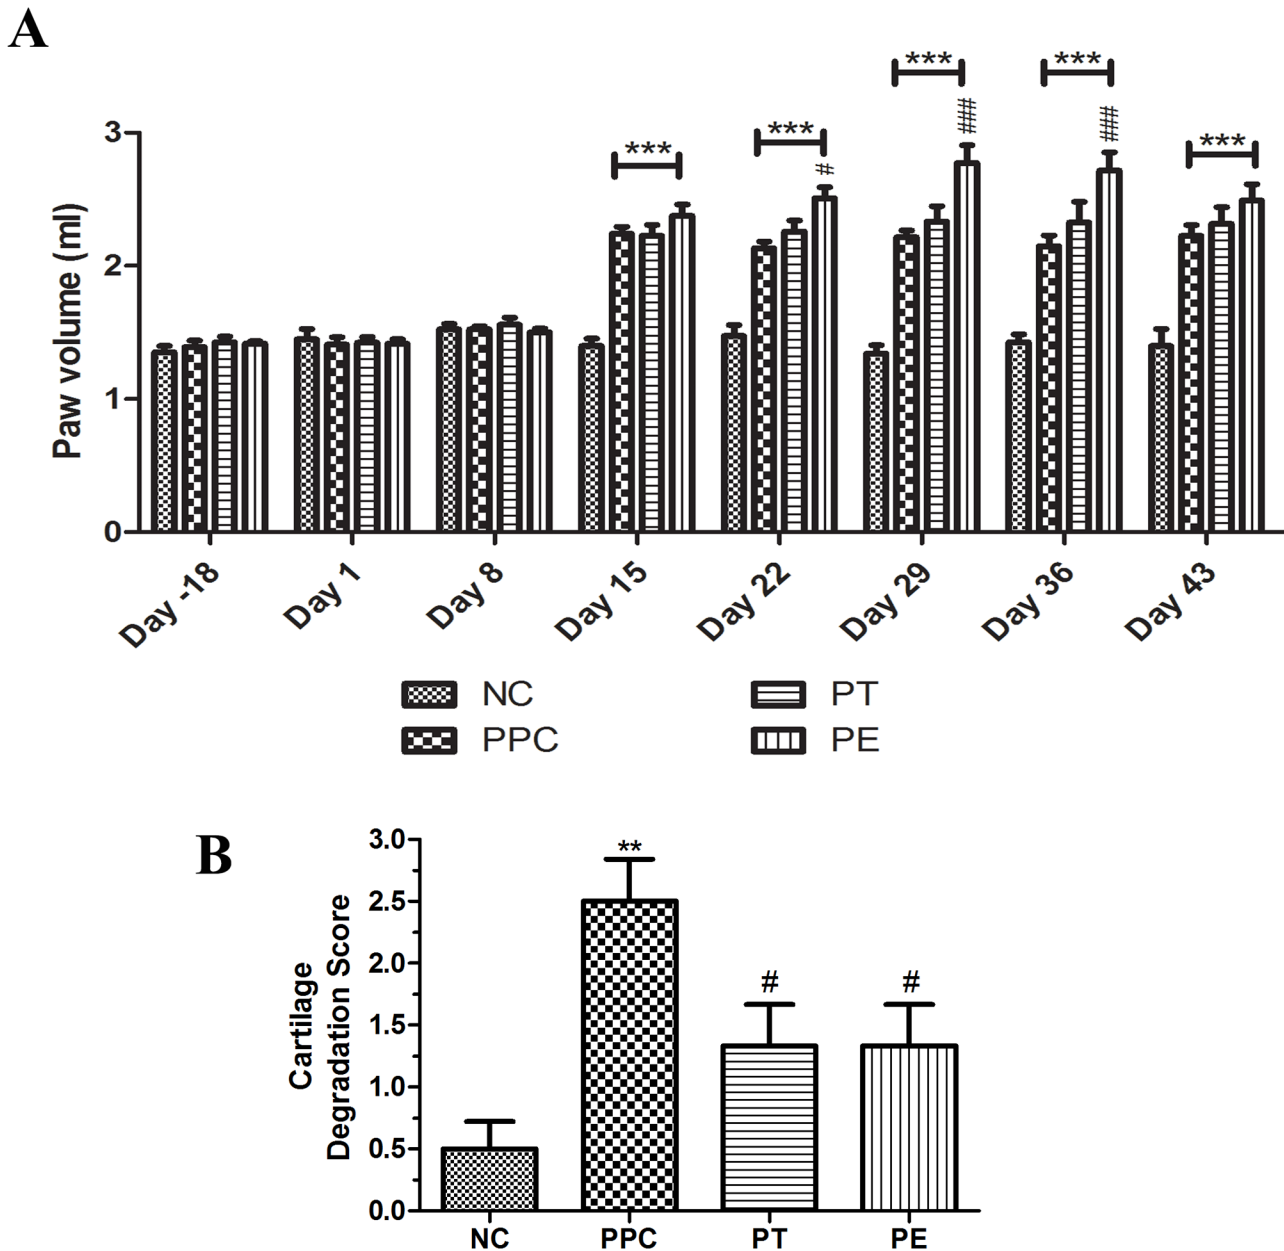 A
*** ***
*** ### ###
*** # ***
3
2
1
0
Paw volume (ml)
Day -18 Day 1 Day 8 Day 15 Day 22 Day 29 Day 36 Day 43
NC PT
PPC PE
B
3.0
2.5
2.0
1.5
1.0
0.5
0.0
Cartilage
Degradation Score
**
# #
NC PPC PT PE